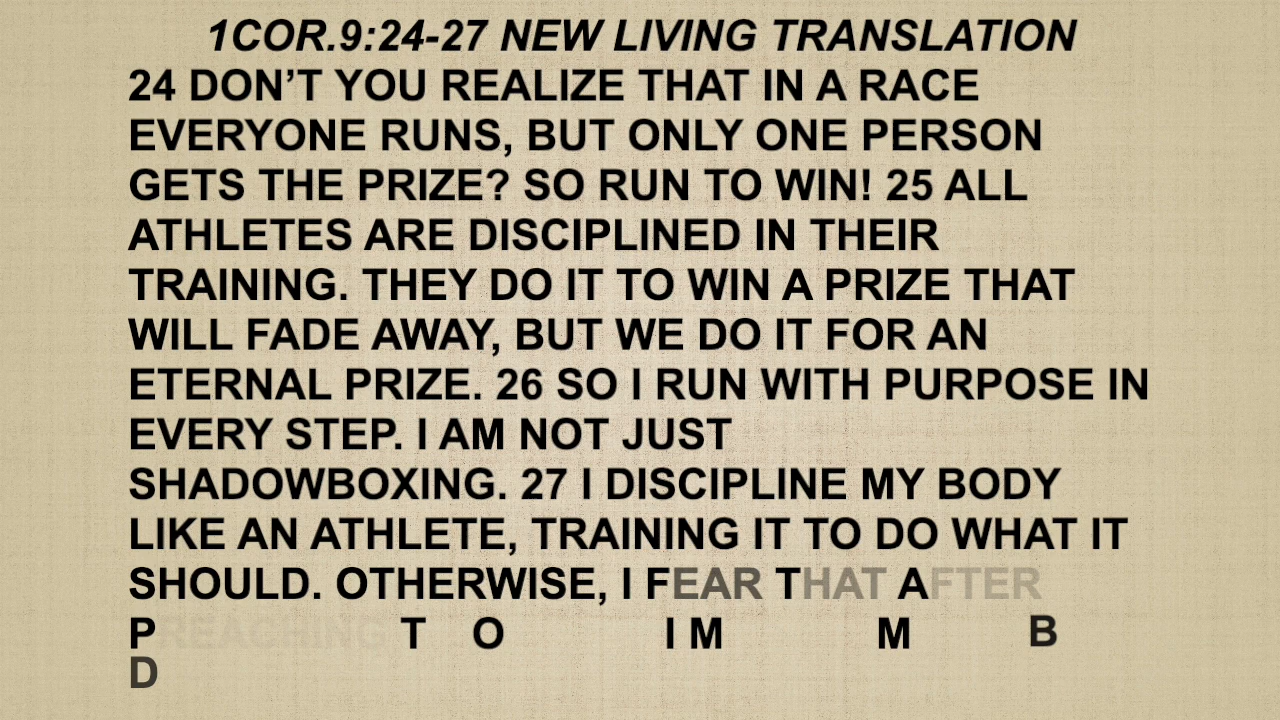 1COR.9:24-27 NEW LIVING TRANSLATION
24 DON’T YOU REALIZE THAT IN A RACE
EVERYONE RUNS, BUT ONLY ONE PERSON
GETS THE PRIZE? SO RUN TO WIN! 25 ALL
ATHLETES ARE DISCIPLINED IN THEIR
TRAINING. THEY DO IT TO WIN A PRIZE THAT
WILL FADE AWAY, BUT WE DO IT FOR AN
ETERNAL PRIZE. 26 SO I RUN WITH PURPOSE IN
EVERY STEP. I AM NOT JUST
SHADOWBOXING. 27 I DISCIPLINE MY BODY
LIKE AN ATHLETE, TRAINING IT TO DO WHAT IT
SHOULD. OTHERWISE, I FEAR THAT AFTER
PREACHING T O I M M B
D